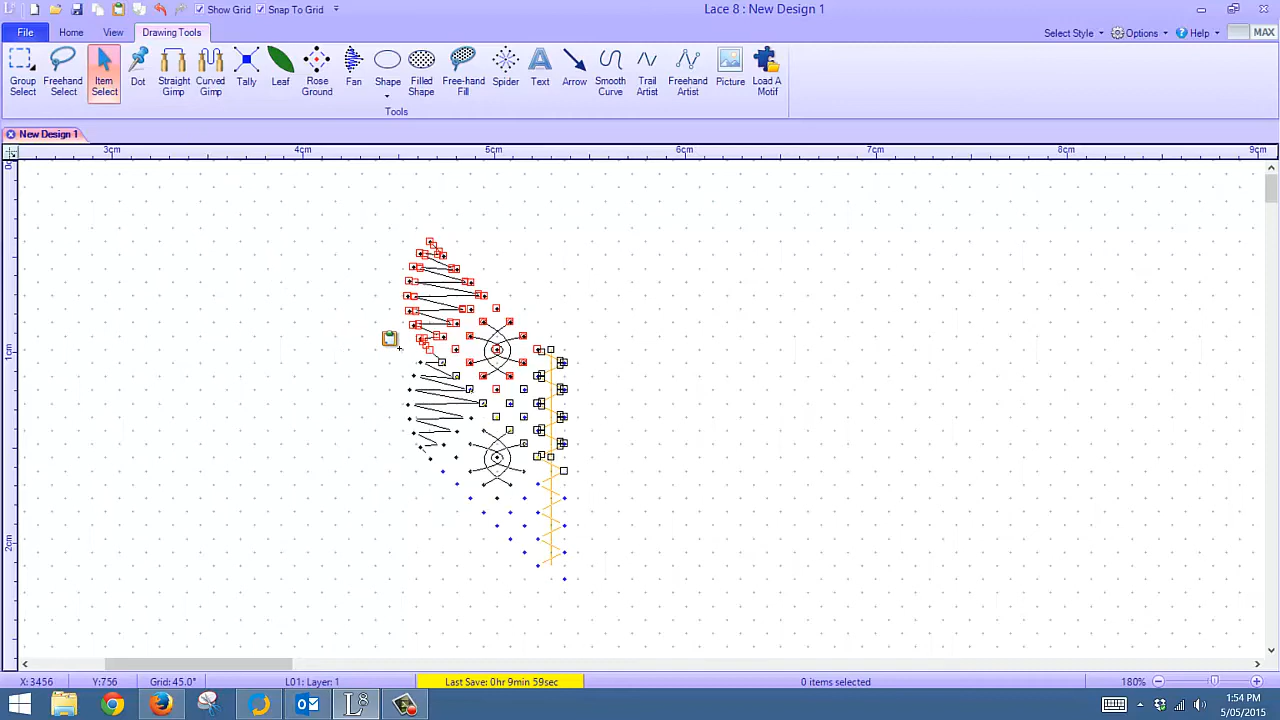 Show Grid Snap To Grid
Lace 8 : New Design 1
File Home View Drawing Tools
Select Style Options Help MAX
Group Select
Freehand Select
Item Select
Dot
Straight Gimp
Curved Gimp
Tally
Leaf
Rose Ground
Fan
Shape
Filled Shape
Free-hand Fill
Spider
Text
Arrow
Smooth Curve
Trail Artist
Freehand Artist
Picture
Load A Motif
Tools
New Design 1
3cm 4cm 5cm 6cm 7cm 8cm 9cm
1cm
2cm
X:3456 Y:756 Grid: 45.0° L01: Layer: 1 Last Save: 0hr 9min 59sec 0 items selected 180%
1:54 PM
5/05/2015